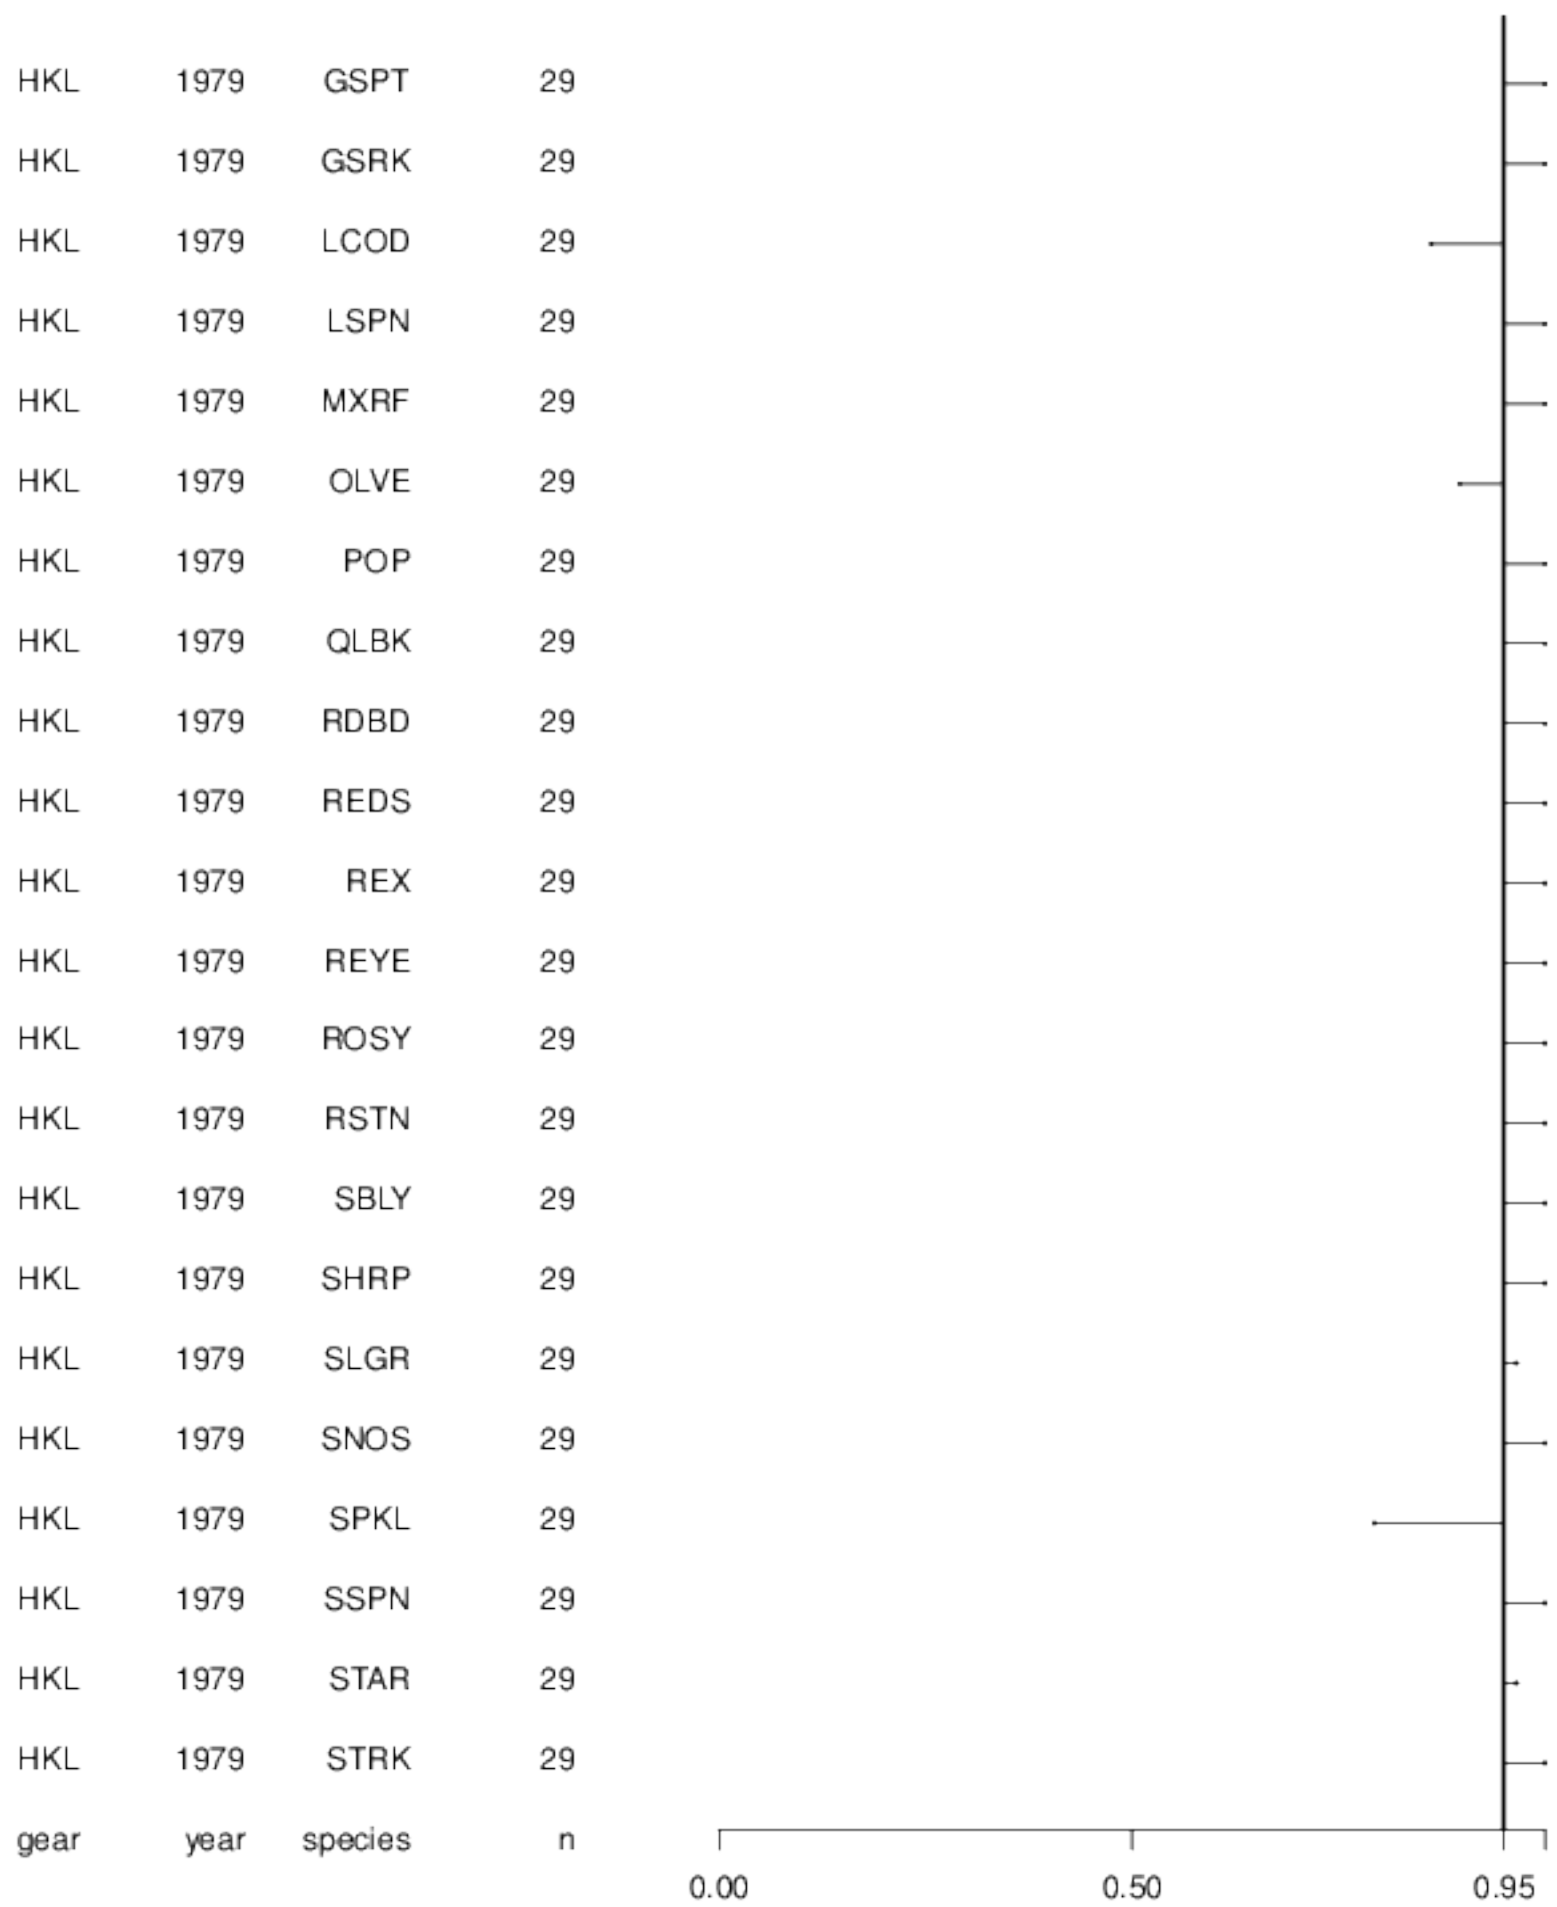 HKL 1979 GSPT 29
HKL 1979 GSRK 29
HKL 1979 LCOD 29
HKL 1979 LSPN 29
HKL 1979 MXRF 29
HKL 1979 OLVE 29
HKL 1979 POP 29
HKL 1979 QLBK 29
HKL 1979 RDBD 29
HKL 1979 REDS 29
HKL 1979 REX 29
HKL 1979 REYE 29
HKL 1979 ROSY 29
HKL 1979 RSTN 29
HKL 1979 SBLY 29
HKL 1979 SHRP 29
HKL 1979 SLGR 29
HKL 1979 SNOS 29
HKL 1979 SPKL 29
HKL 1979 SSPN 29
HKL 1979 STAR 29
HKL 1979 STRK 29
gear year species n
0.00 0.50 0.95